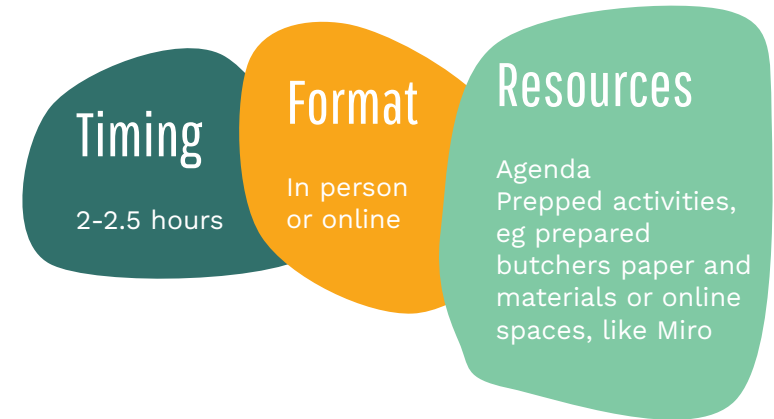 Timing
2-2.5 hours
Format
In person
or online
Resources
Agenda
Prepped activities,
eg prepared
butchers paper and
materials or online
spaces, like Miro